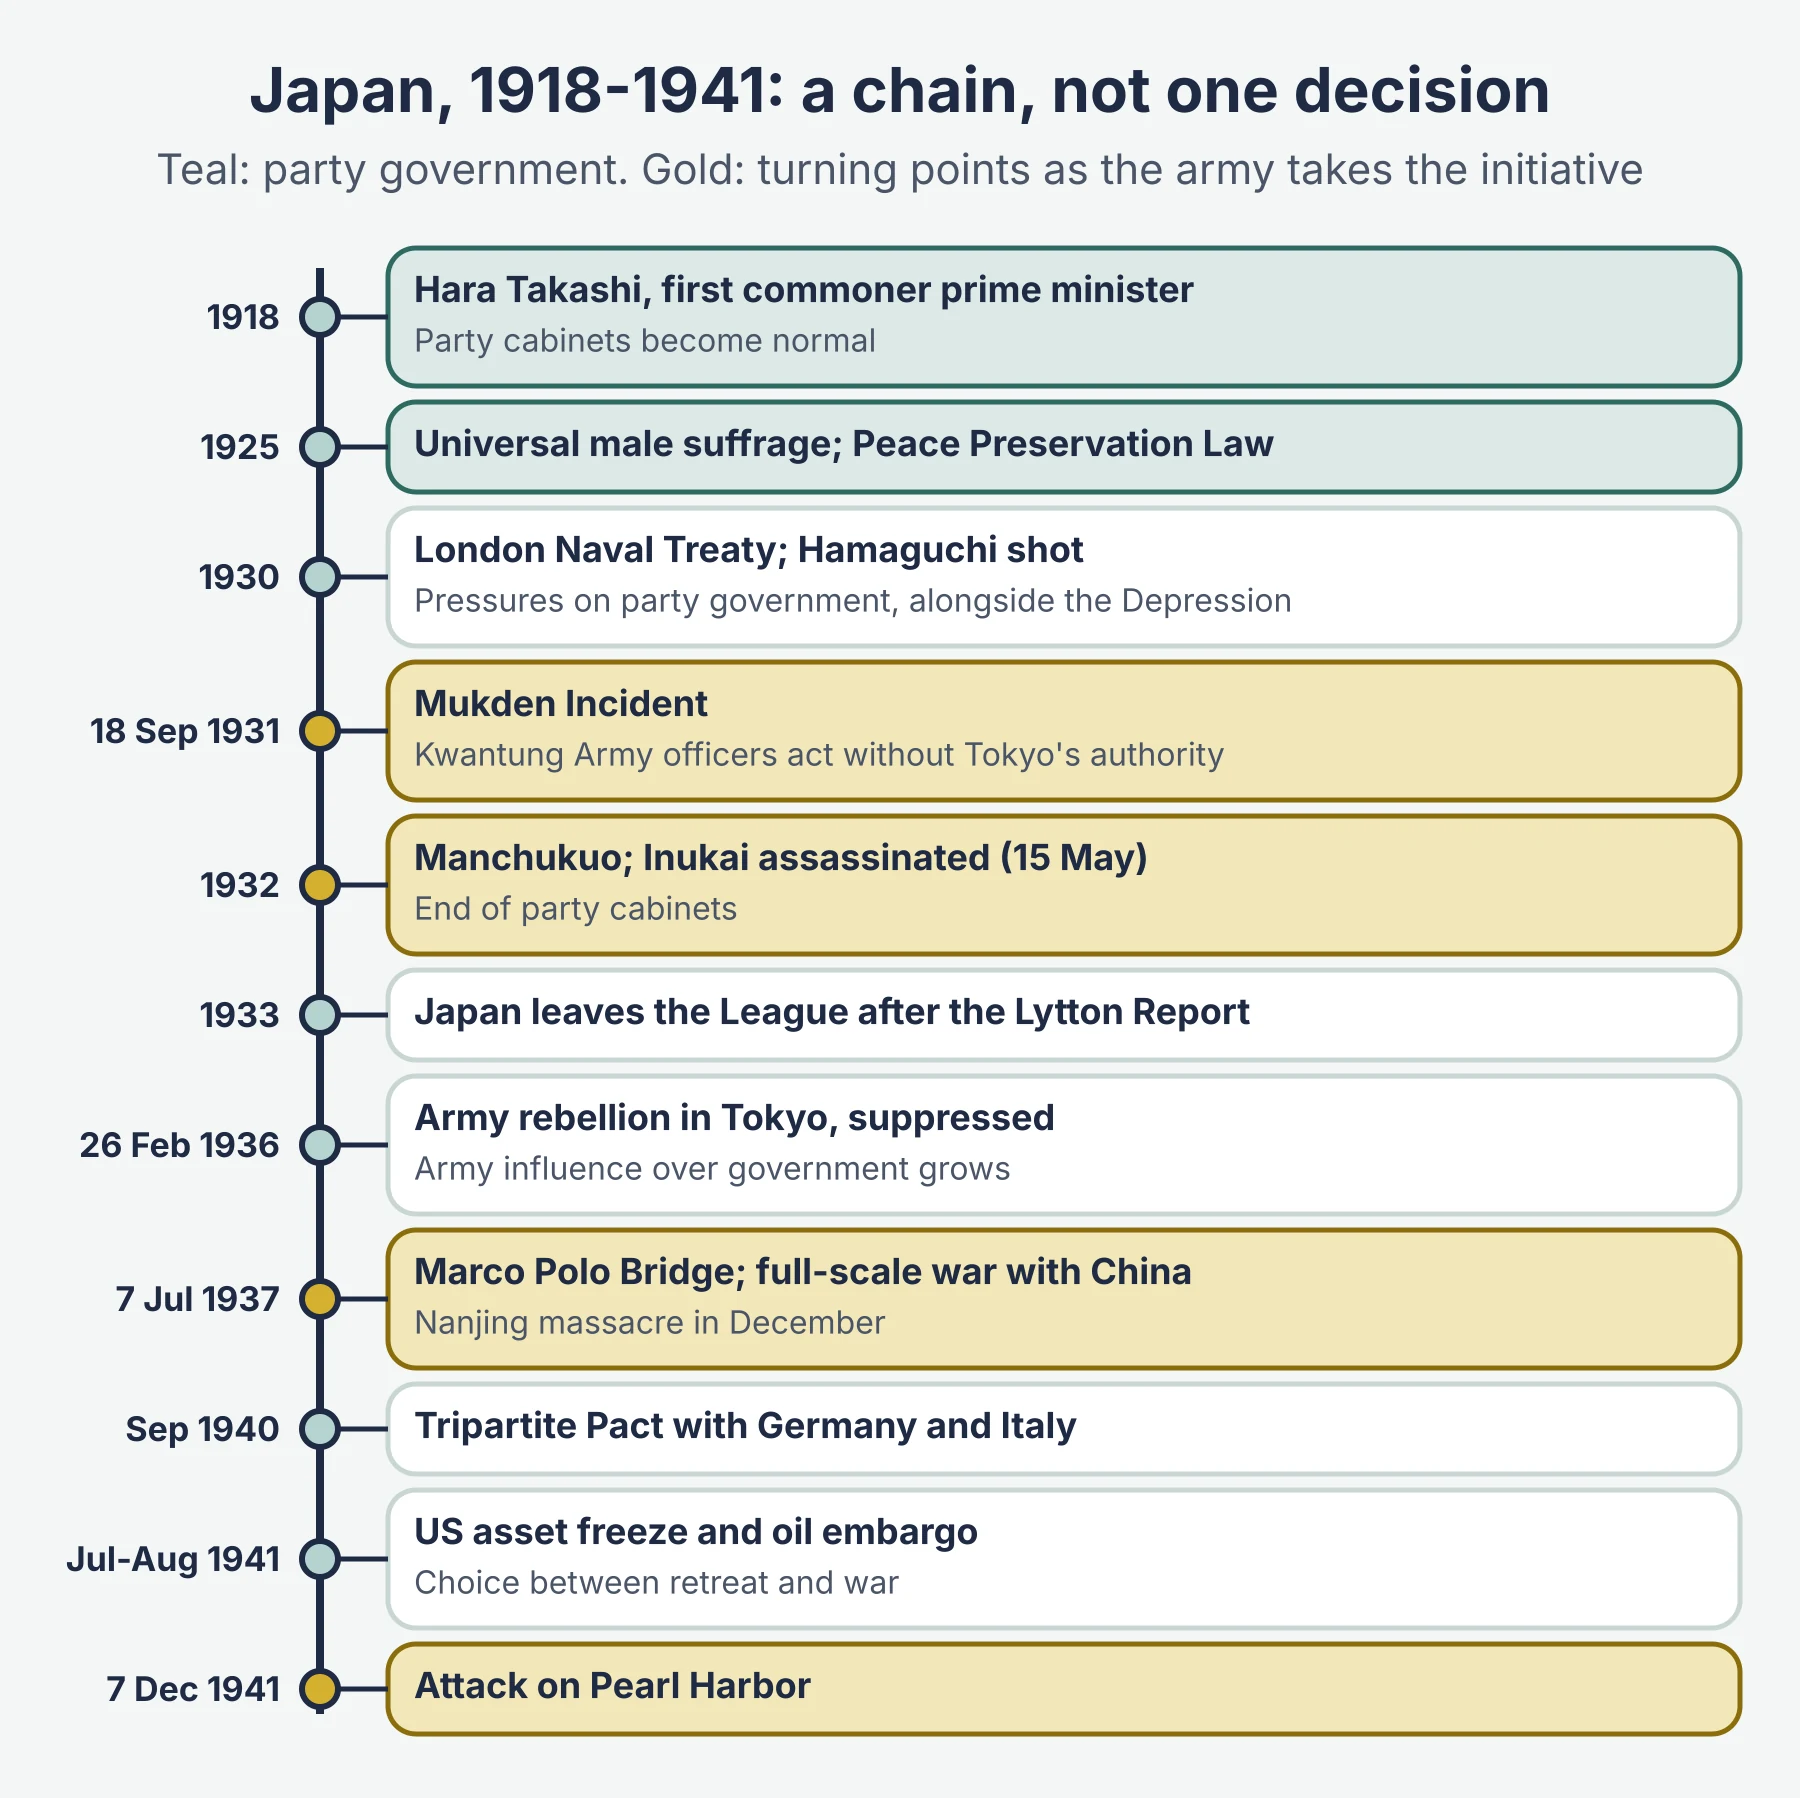 Japan, 1918-1941: a chain, not one decision
Teal: party government. Gold: turning points as the army takes the initiative
1918
Hara Takashi, first commoner prime minister
Party cabinets become normal
1925
Universal male suffrage; Peace Preservation Law
1930
London Naval Treaty; Hamaguchi shot
Pressures on party government, alongside the Depression
18 Sep 1931
Mukden Incident
Kwantung Army officers act without Tokyo's authority
1932
Manchukuo; Inukai assassinated (15 May)
End of party cabinets
1933
Japan leaves the League after the Lytton Report
26 Feb 1936
Army rebellion in Tokyo, suppressed
Army influence over government grows
7 Jul 1937
Marco Polo Bridge; full-scale war with China
Nanjing massacre in December
Sep 1940
Tripartite Pact with Germany and Italy
Jul-Aug 1941
US asset freeze and oil embargo
Choice between retreat and war
7 Dec 1941
Attack on Pearl Harbor